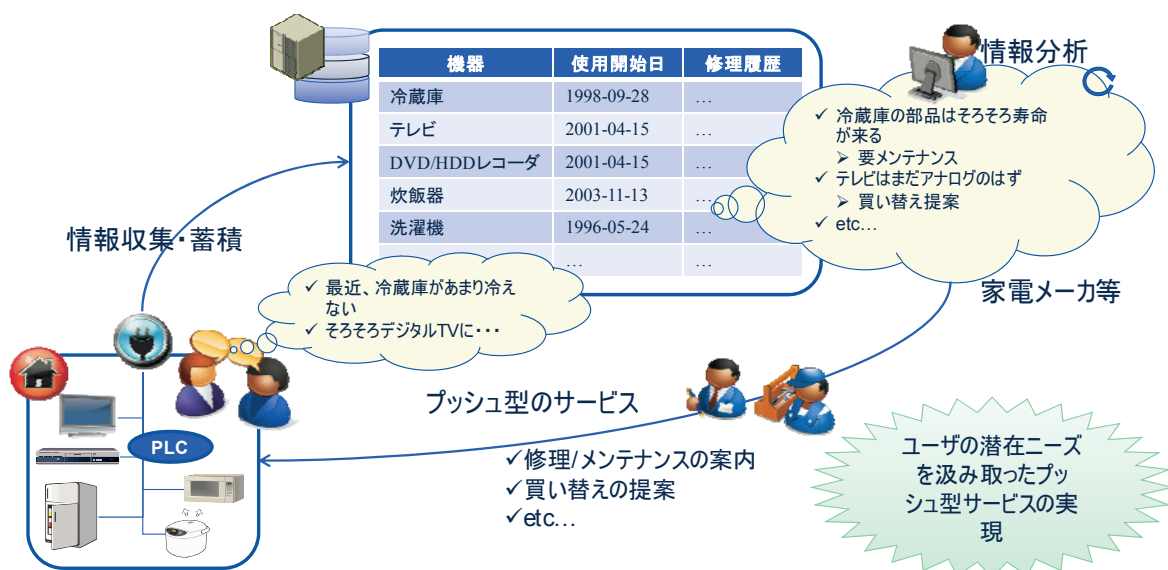 機器 使用開始日 修理履歴
冷蔵庫 1998-09-28 …
テレビ 2001-04-15 …
DVD/HDDレコーダ 2001-04-15 …
炊飯器 2003-11-13 …
洗濯機 1996-05-24 …
… …
情報分析
✓ 冷蔵庫の部品はそろそろ寿命
が来る
➢ 要メンテナンス
✓ テレビはまだアナログのはず
➢ 買い替え提案
✓ etc…
家電メーカ等
情報収集・蓄積
✓ 最近、冷蔵庫があまり冷え
ない
✓ そろそろデジタルTVに・・・
PLC
プッシュ型のサービス
✓修理/メンテナンスの案内
✓買い替えの提案
✓etc…
ユーザの潜在ニーズ
を汲み取ったプッ
シュ型サービスの実
現